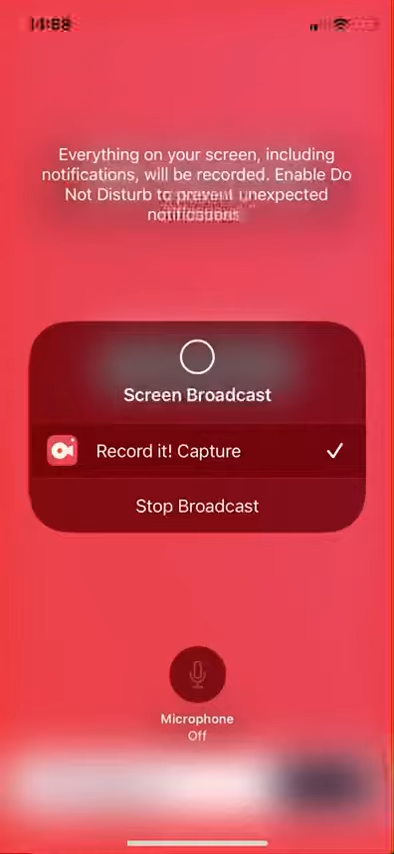 Everything on your screen, including
notifications, will be recorded. Enable Do
Not Disturb to prevent unexpected
notifications
Screen Broadcast
Record it! Capture
Stop Broadcast
Microphone
Off